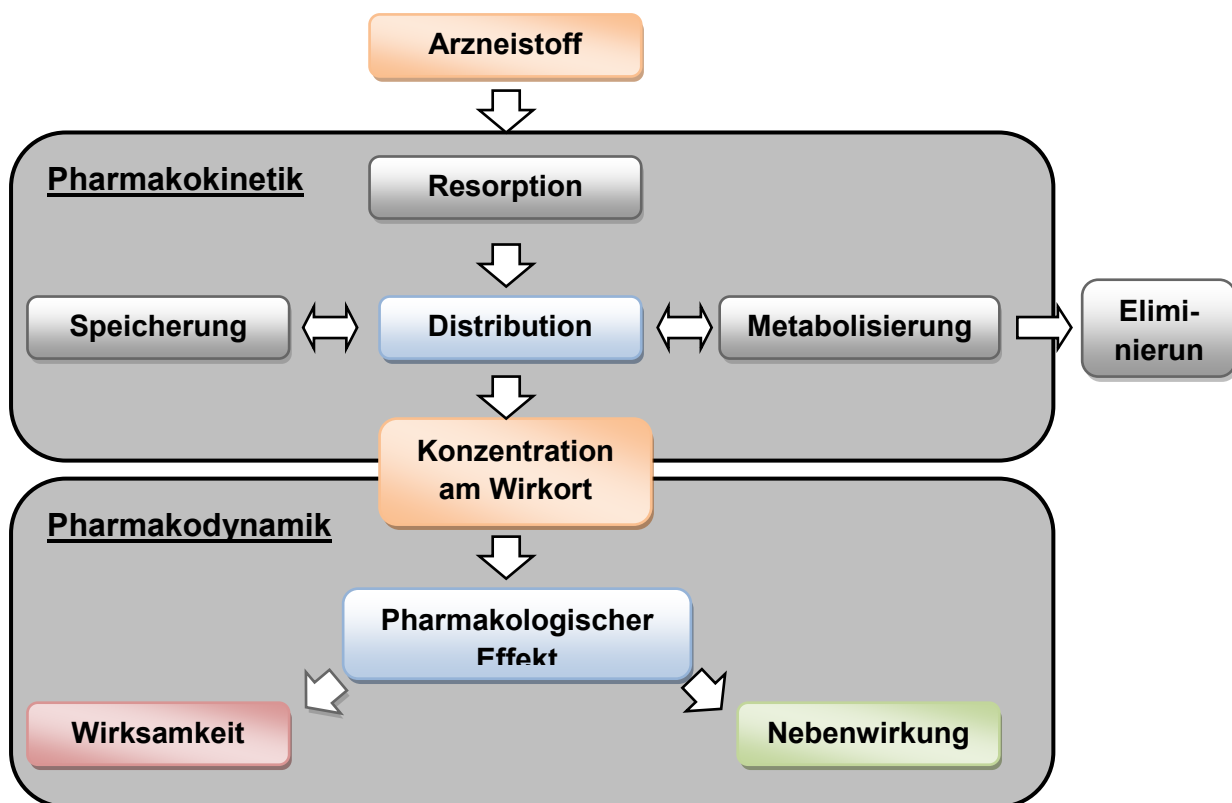 Arzneistoff
Pharmakokinetik
Resorption
Speicherung
Distribution
Metabolisierung
Elimi-
nierun
Konzentration
am Wirkort
Pharmakodynamik
Pharmakologischer
Effekt
Wirksamkeit
Nebenwirkung